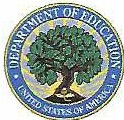 DEPARTMENT OF EDUCATION
UNITED STATES OF AMERICA